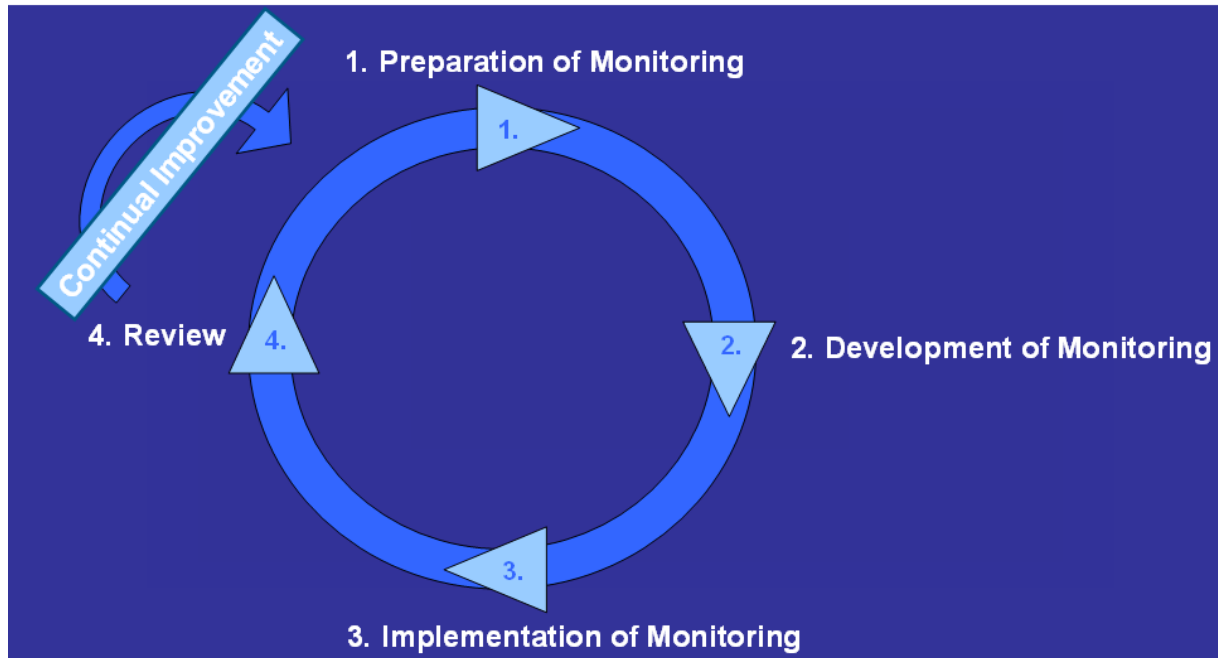 Continual Improvement
1. Preparation of Monitoring
1.
2.
2. Development of Monitoring
4. Review
4.
3.
3. Implementation of Monitoring